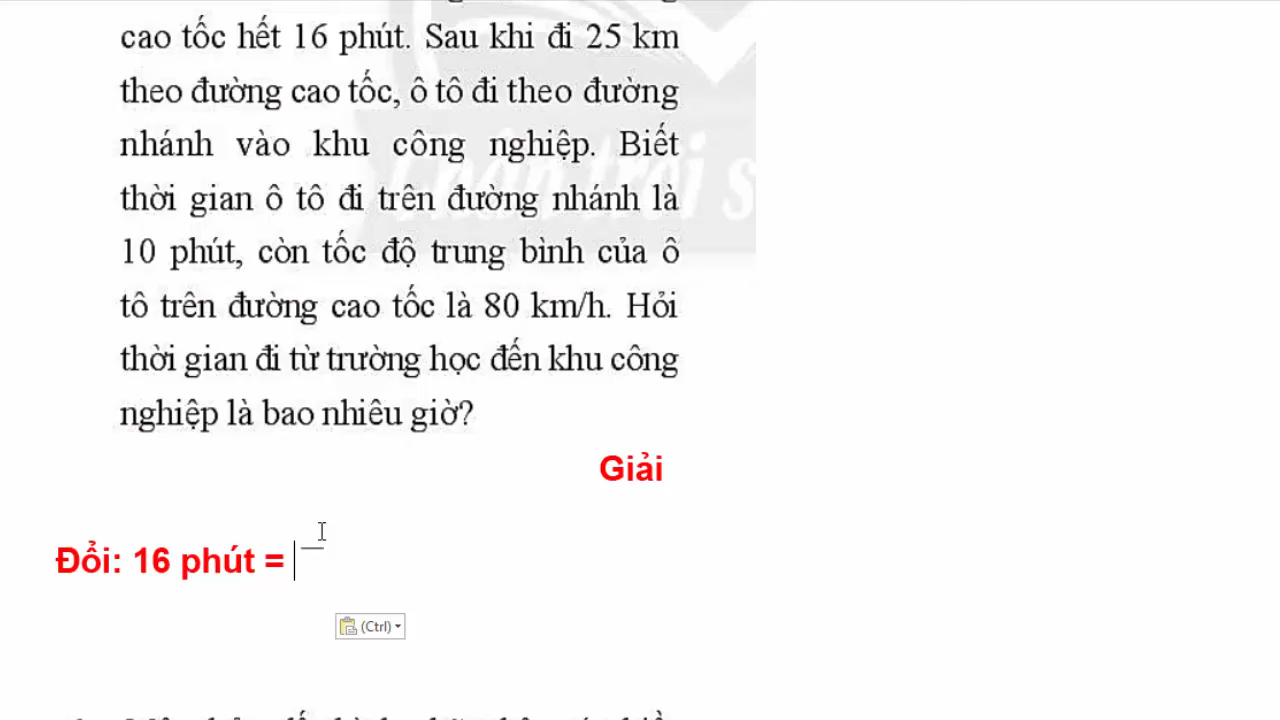 cao tốc hết 16 phút. Sau khi đi 25 km
theo đường cao tốc, ô tô đi theo đường
nhánh vào khu công nghiệp. Biết
thời gian ô tô đi trên đường nhánh là
10 phút, còn tốc độ trung bình của ô
tô trên đường cao tốc là 80 km/h. Hỏi
thời gian đi từ trường học đến khu công
nghiệp là bao nhiêu giờ?
Giải
Đổi: 16 phút =
(Ctrl)